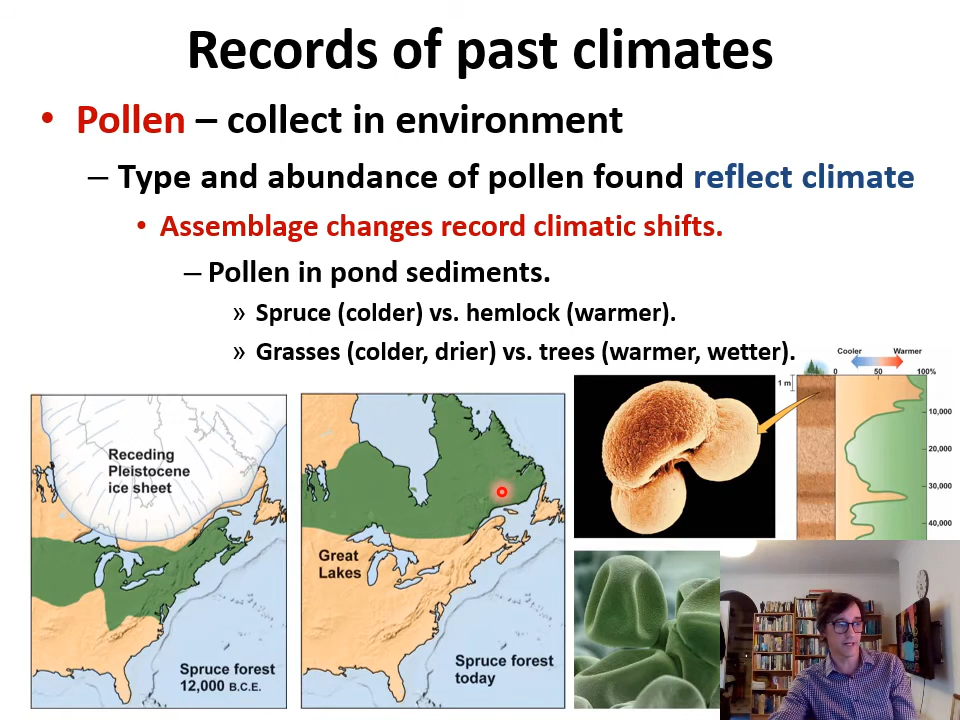 Records of past climates
• Pollen – collect in environment
– Type and abundance of pollen found reflect climate
• Assemblage changes record climatic shifts.
– Pollen in pond sediments.
» Spruce (colder) vs. hemlock (warmer).
» Grasses (colder, drier) vs. trees (warmer, wetter).
Receding
Pleistocene
ice sheet
Spruce forest
12,000 B.C.E.
Great
Lakes
Spruce forest
today
Cooler
Warmer
0
50
100%
1 m
10,000
20,000
30,000
40,000